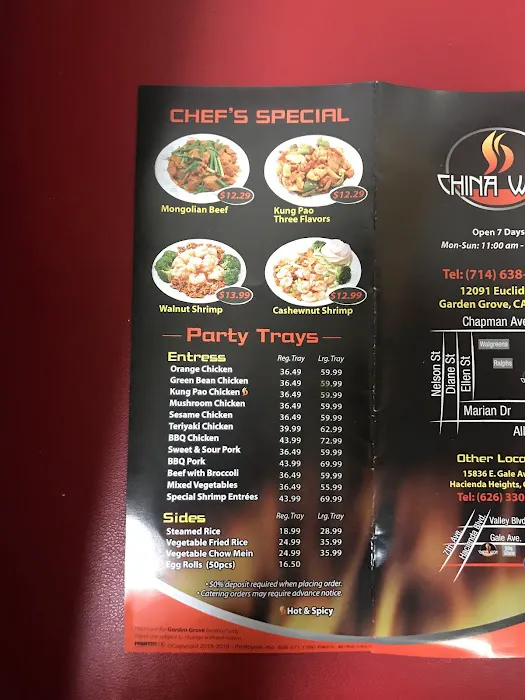 CHEF'S SPECIAL
$12.29
$12.29
Mongolian Beef
Kung Pao
Three Flavors
$13.99
$12.99
Walnut Shrimp
Cashewnut Shrimp
Party Trays
Entress Reg. Tray Lrg. Tray
Orange Chicken 36.49 59.99
Green Bean Chicken 36.49 59.99
Kung Pao Chicken 36.49 59.99
Mushroom Chicken 36.49 59.99
Sesame Chicken 36.49 59.99
Teriyaki Chicken 39.99 62.99
BBQ Chicken 43.99 72.99
Sweet & Sour Pork 36.49 59.99
BBQ Pork 43.99 69.99
Beef with Broccoli 36.49 59.99
Mixed Vegetables 36.49 55.99
Special Shrimp Entrées 43.99 69.99
Sides Reg. Tray Lrg. Tray
Steamed Rice 18.99 28.99
Vegetable Fried Rice 24.99 35.99
Vegetable Chow Mein 24.99 35.99
Egg Rolls (50pcs) 16.50
• 50% deposit required when placing order.
• Catering orders may require advance notice.
Hot & Spicy
CHINA W
Open 7 Days
Mon-Sun: 11:00 am -
Tel: (714) 638-
12091 Euclid
Garden Grove, CA
Chapman Ave
Walgreens
Ralphs
Nelson St
Diane St
Ellen St
Marian Dr
All
Other Loca
15836 E. Gale Av
Hacienda Heights, C
Tel: (626) 330
Valley Blvd
7th Ave.
Hacienda Blvd.
Gale Ave.